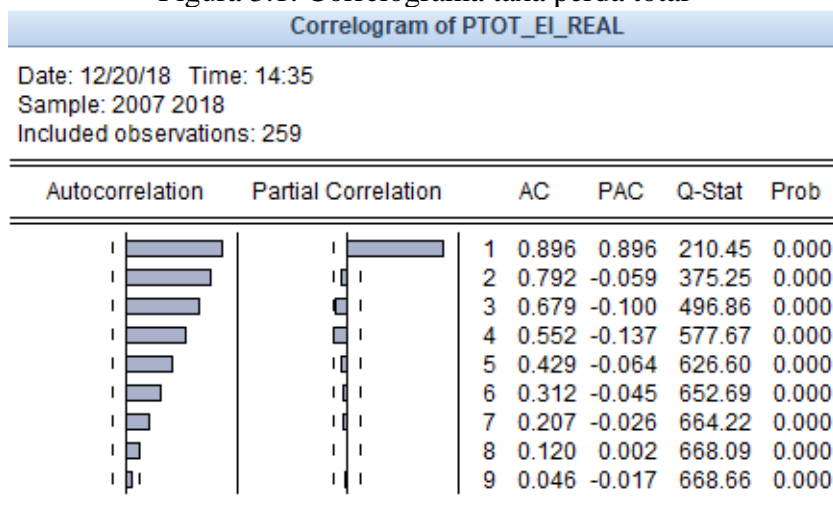 Figura 3.1. Correlograma taxa perda total
Correlogram of PTOT_EI_REAL
Date: 12/20/18 Time: 14:35
Sample: 2007 2018
Included observations: 259
Autocorrelation Partial Correlation AC PAC Q-Stat Prob
1 0.896 0.896 210.45 0.000
2 0.792 -0.059 375.25 0.000
3 0.679 -0.100 496.86 0.000
4 0.552 -0.137 577.67 0.000
5 0.429 -0.064 626.60 0.000
6 0.312 -0.045 652.69 0.000
7 0.207 -0.026 664.22 0.000
8 0.120 0.002 668.09 0.000
9 0.046 -0.017 668.66 0.000